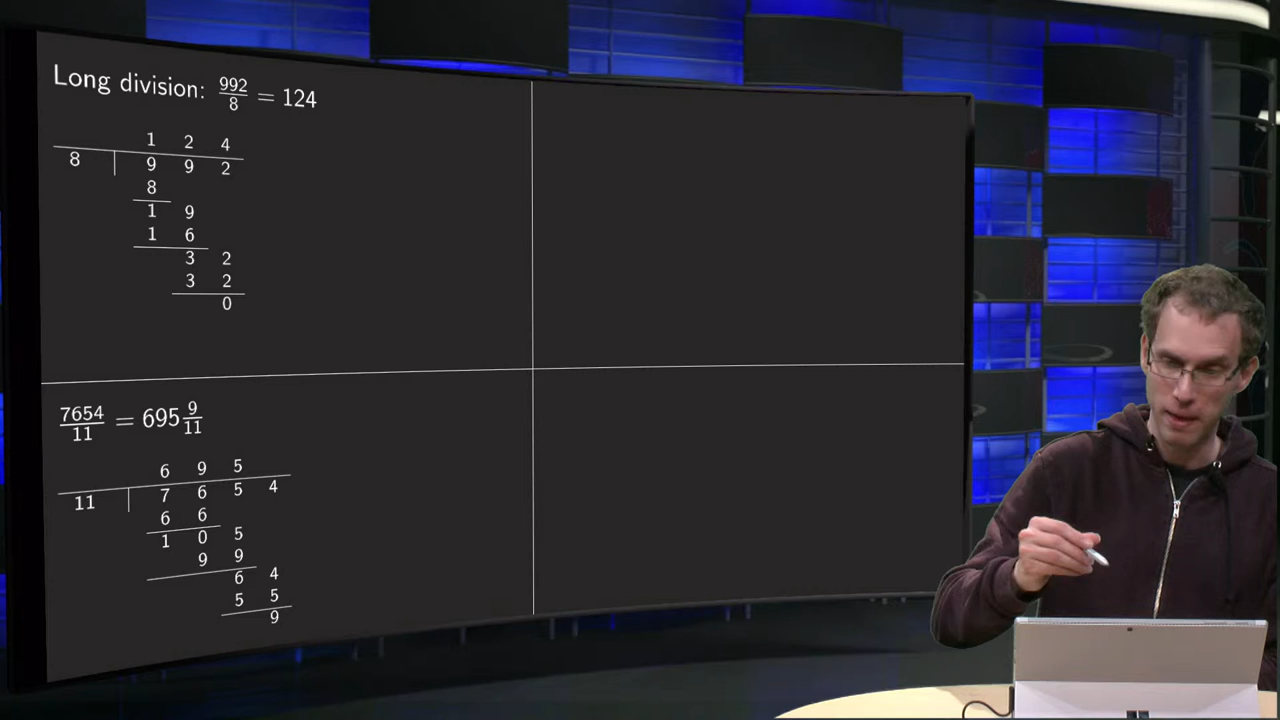 Long division: 992/8 = 124
1 2 4
8 | 9 9 2
8
1 9
1 6
3 2
3 2
0
7654/11 = 695 9/11
6 9 5
11 | 7 6 5 4
6 6
1 0 5
9 9
6 4
5 5
9